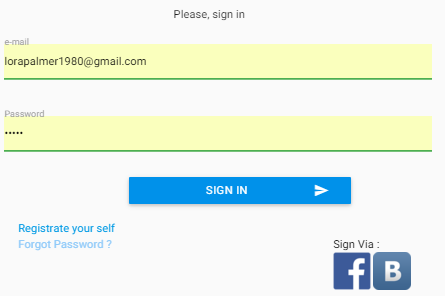 Please, sign in
e-mail
lorapalmer1980@gmail.com
Password
•••••
SIGN IN
Registrate your self
Forgot Password ?
Sign Via :
f B